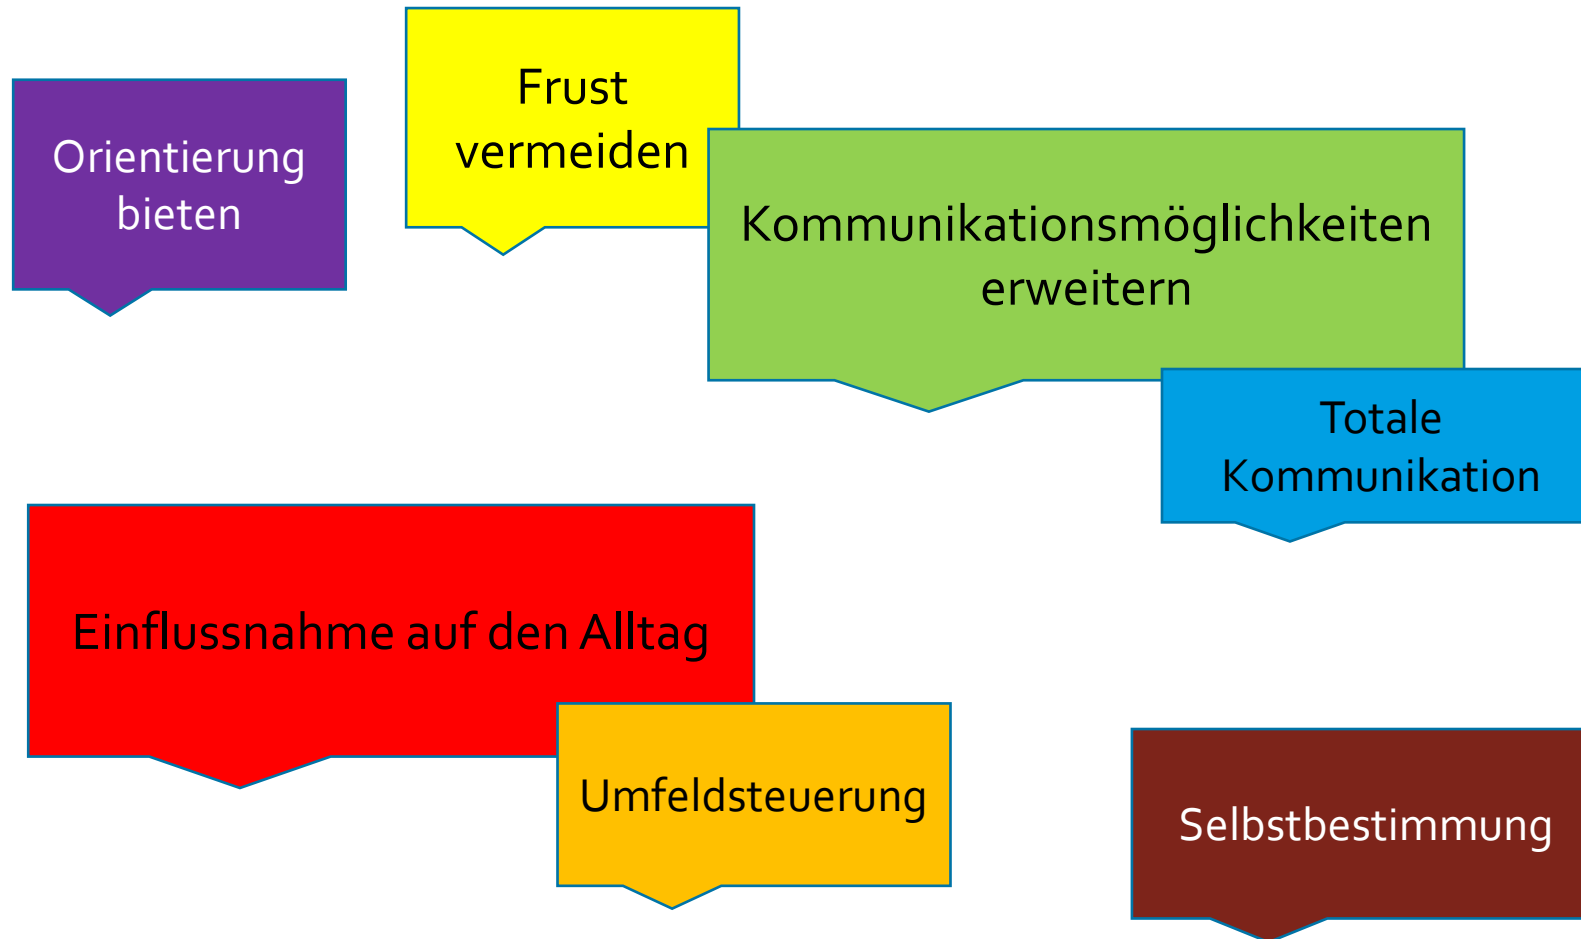 Orientierung
bieten
Frust
vermeiden
Kommunikationsmöglichkeiten
erweitern
Totale
Kommunikation
Einflussnahme auf den Alltag
Umfeldsteuerung
Selbstbestimmung